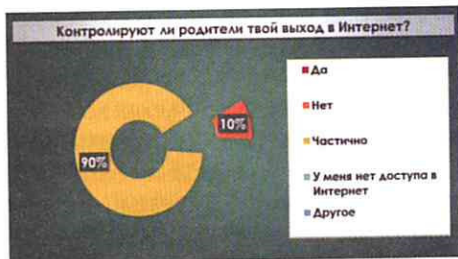 Контролируют ли родители твой выход в Интернет?
10%
90%
Да
Нет
Частично
У меня нет доступа в
Интернет
Другое